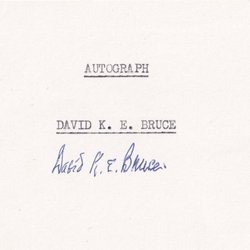 AUTOGRAPH
DAVID K. E. BRUCE
David K. E. Bruce